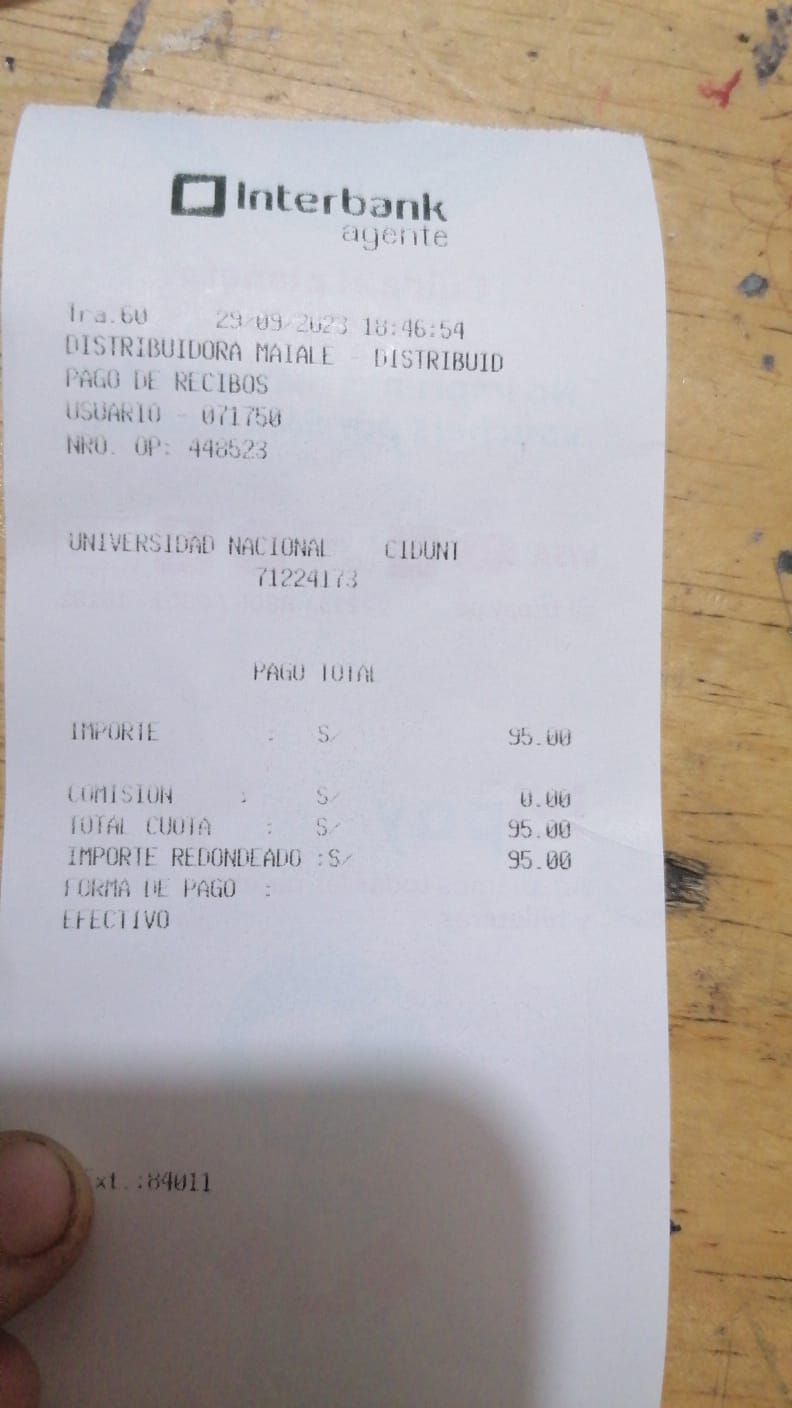 Interbank
agente
Tra.60 29/09/2023 18:46:54
DISTRIBUIDORA MAIALE - DISTRIBUID
PAGO DE RECIBOS
USUARIO - 071750
NRO. OP: 448523
UNIVERSIDAD NACIONAL CIDUNT
71224173
PAGO TOTAL
IMPORTE : S/ 95.00
COMISION : S/ 0.00
TOTAL CUOTA : S/ 95.00
IMPORTE REDONDEADO :S/ 95.00
FORMA DE PAGO :
EFECTIVO
xt.:84011